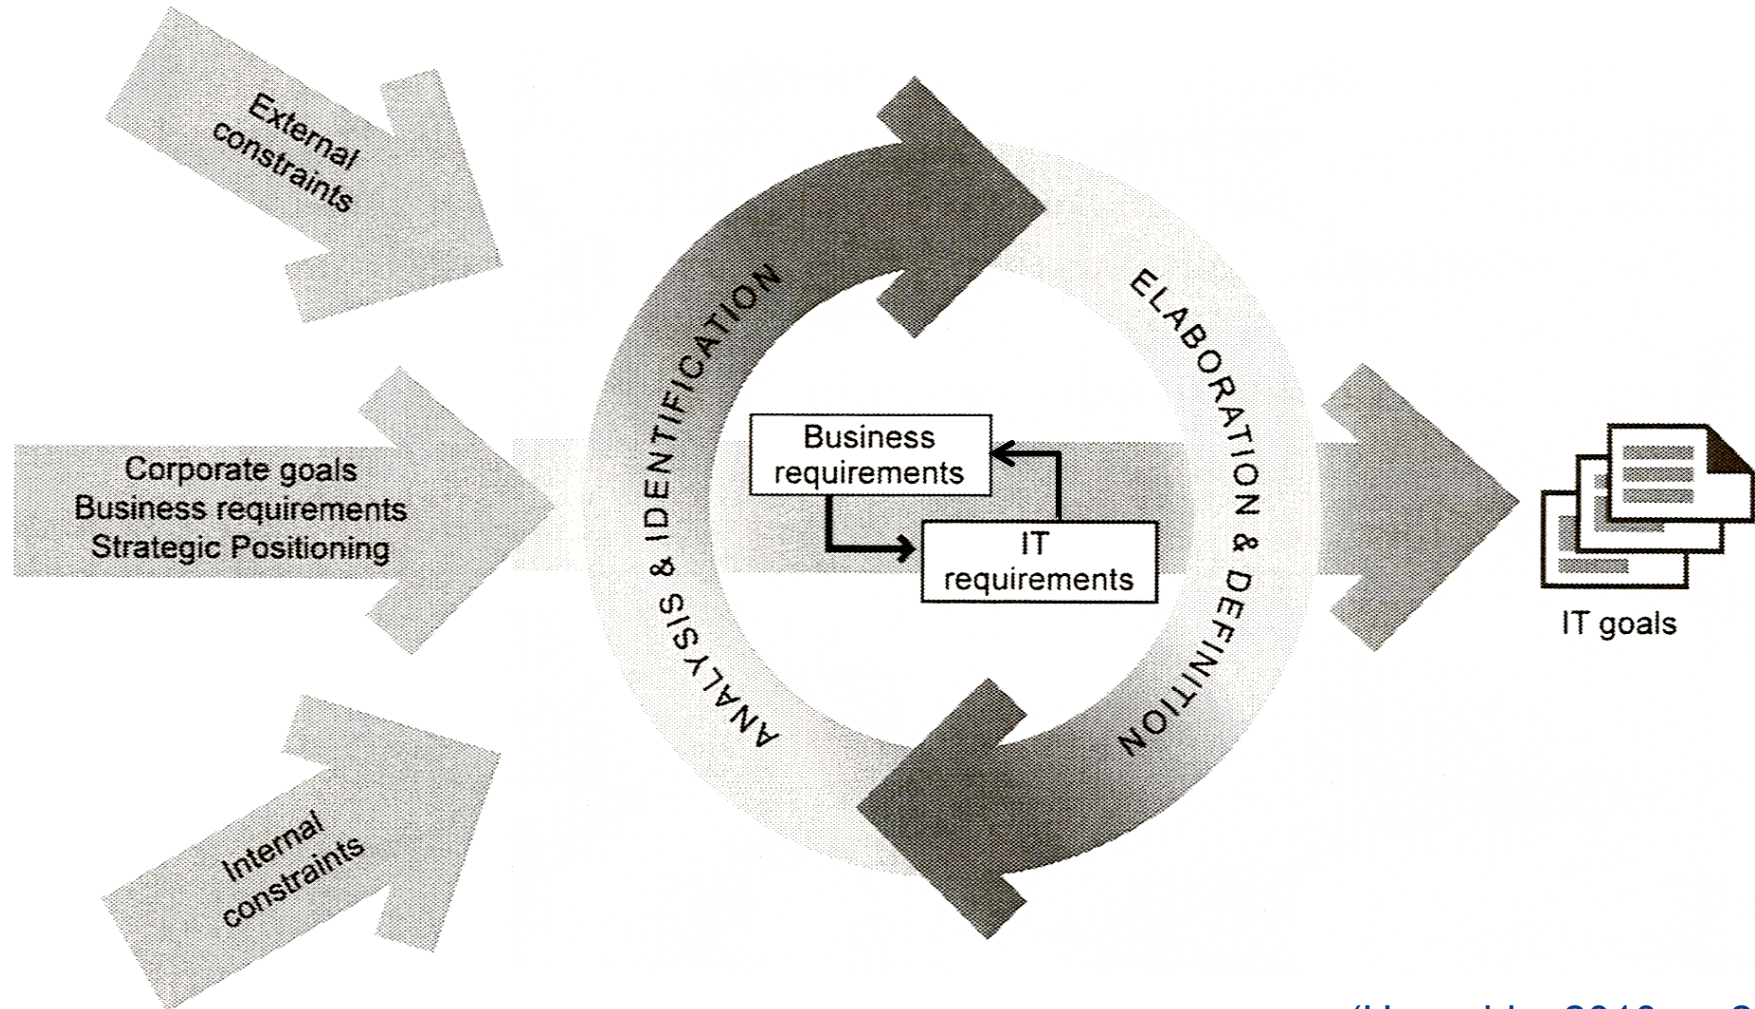 External
constraints
Corporate goals
Business requirements
Strategic Positioning
Internal
constraints
ANALYSIS & IDENTIFICATION
ELABORATION & DEFINITION
Business
requirements
IT
requirements
IT goals